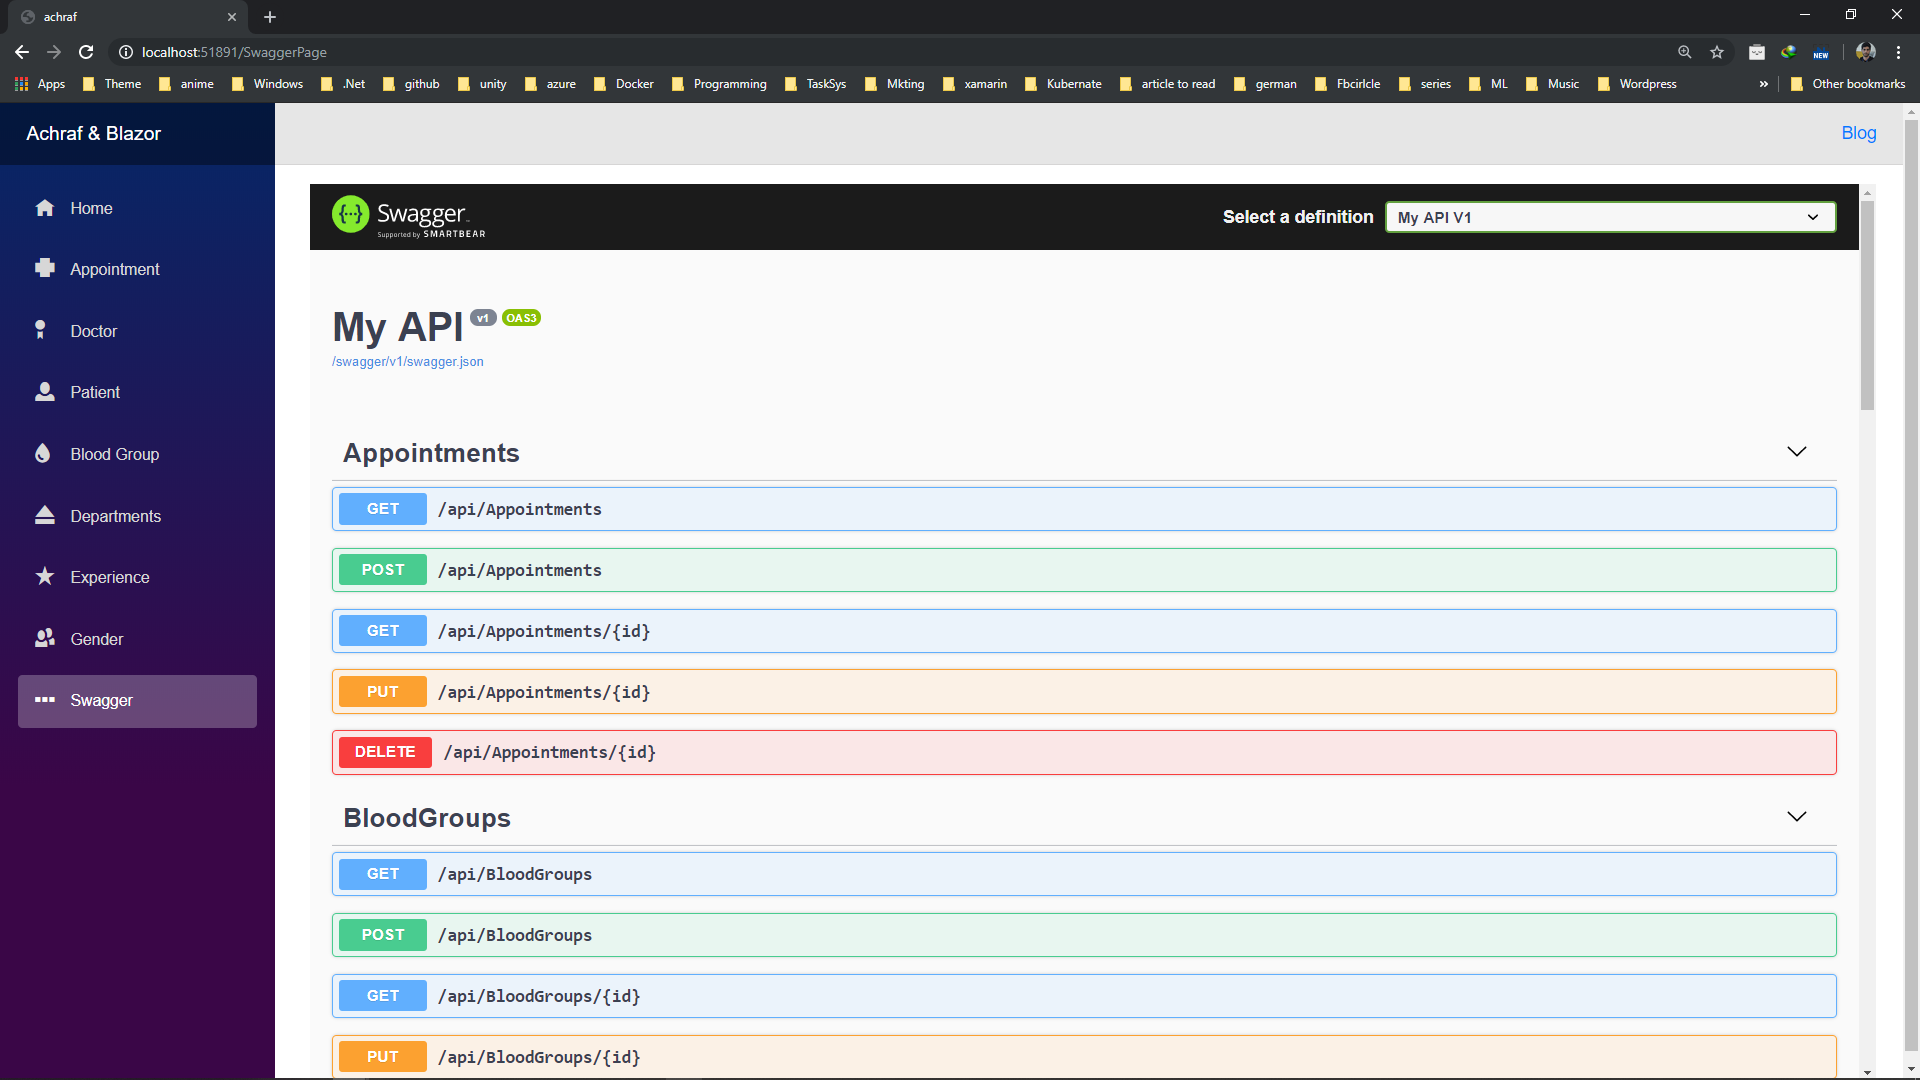 achraf
localhost:51891/SwaggerPage
NEW
Apps Theme anime Windows .Net github unity azure Docker Programming TaskSys Mkting xamarin Kubernate article to read german Fbcirlcle series ML Music Wordpress » Other bookmarks
Achraf & Blazor
Blog
Home
Appointment
Doctor
Patient
Blood Group
Departments
Experience
Gender
Swagger
{···} Swagger
Supported by SMARTBEAR
Select a definition
My API V1
My API v1 OAS3
/swagger/v1/swagger.json
Appointments
GET /api/Appointments
POST /api/Appointments
GET /api/Appointments/{id}
PUT /api/Appointments/{id}
DELETE /api/Appointments/{id}
BloodGroups
GET /api/BloodGroups
POST /api/BloodGroups
GET /api/BloodGroups/{id}
PUT /api/BloodGroups/{id}